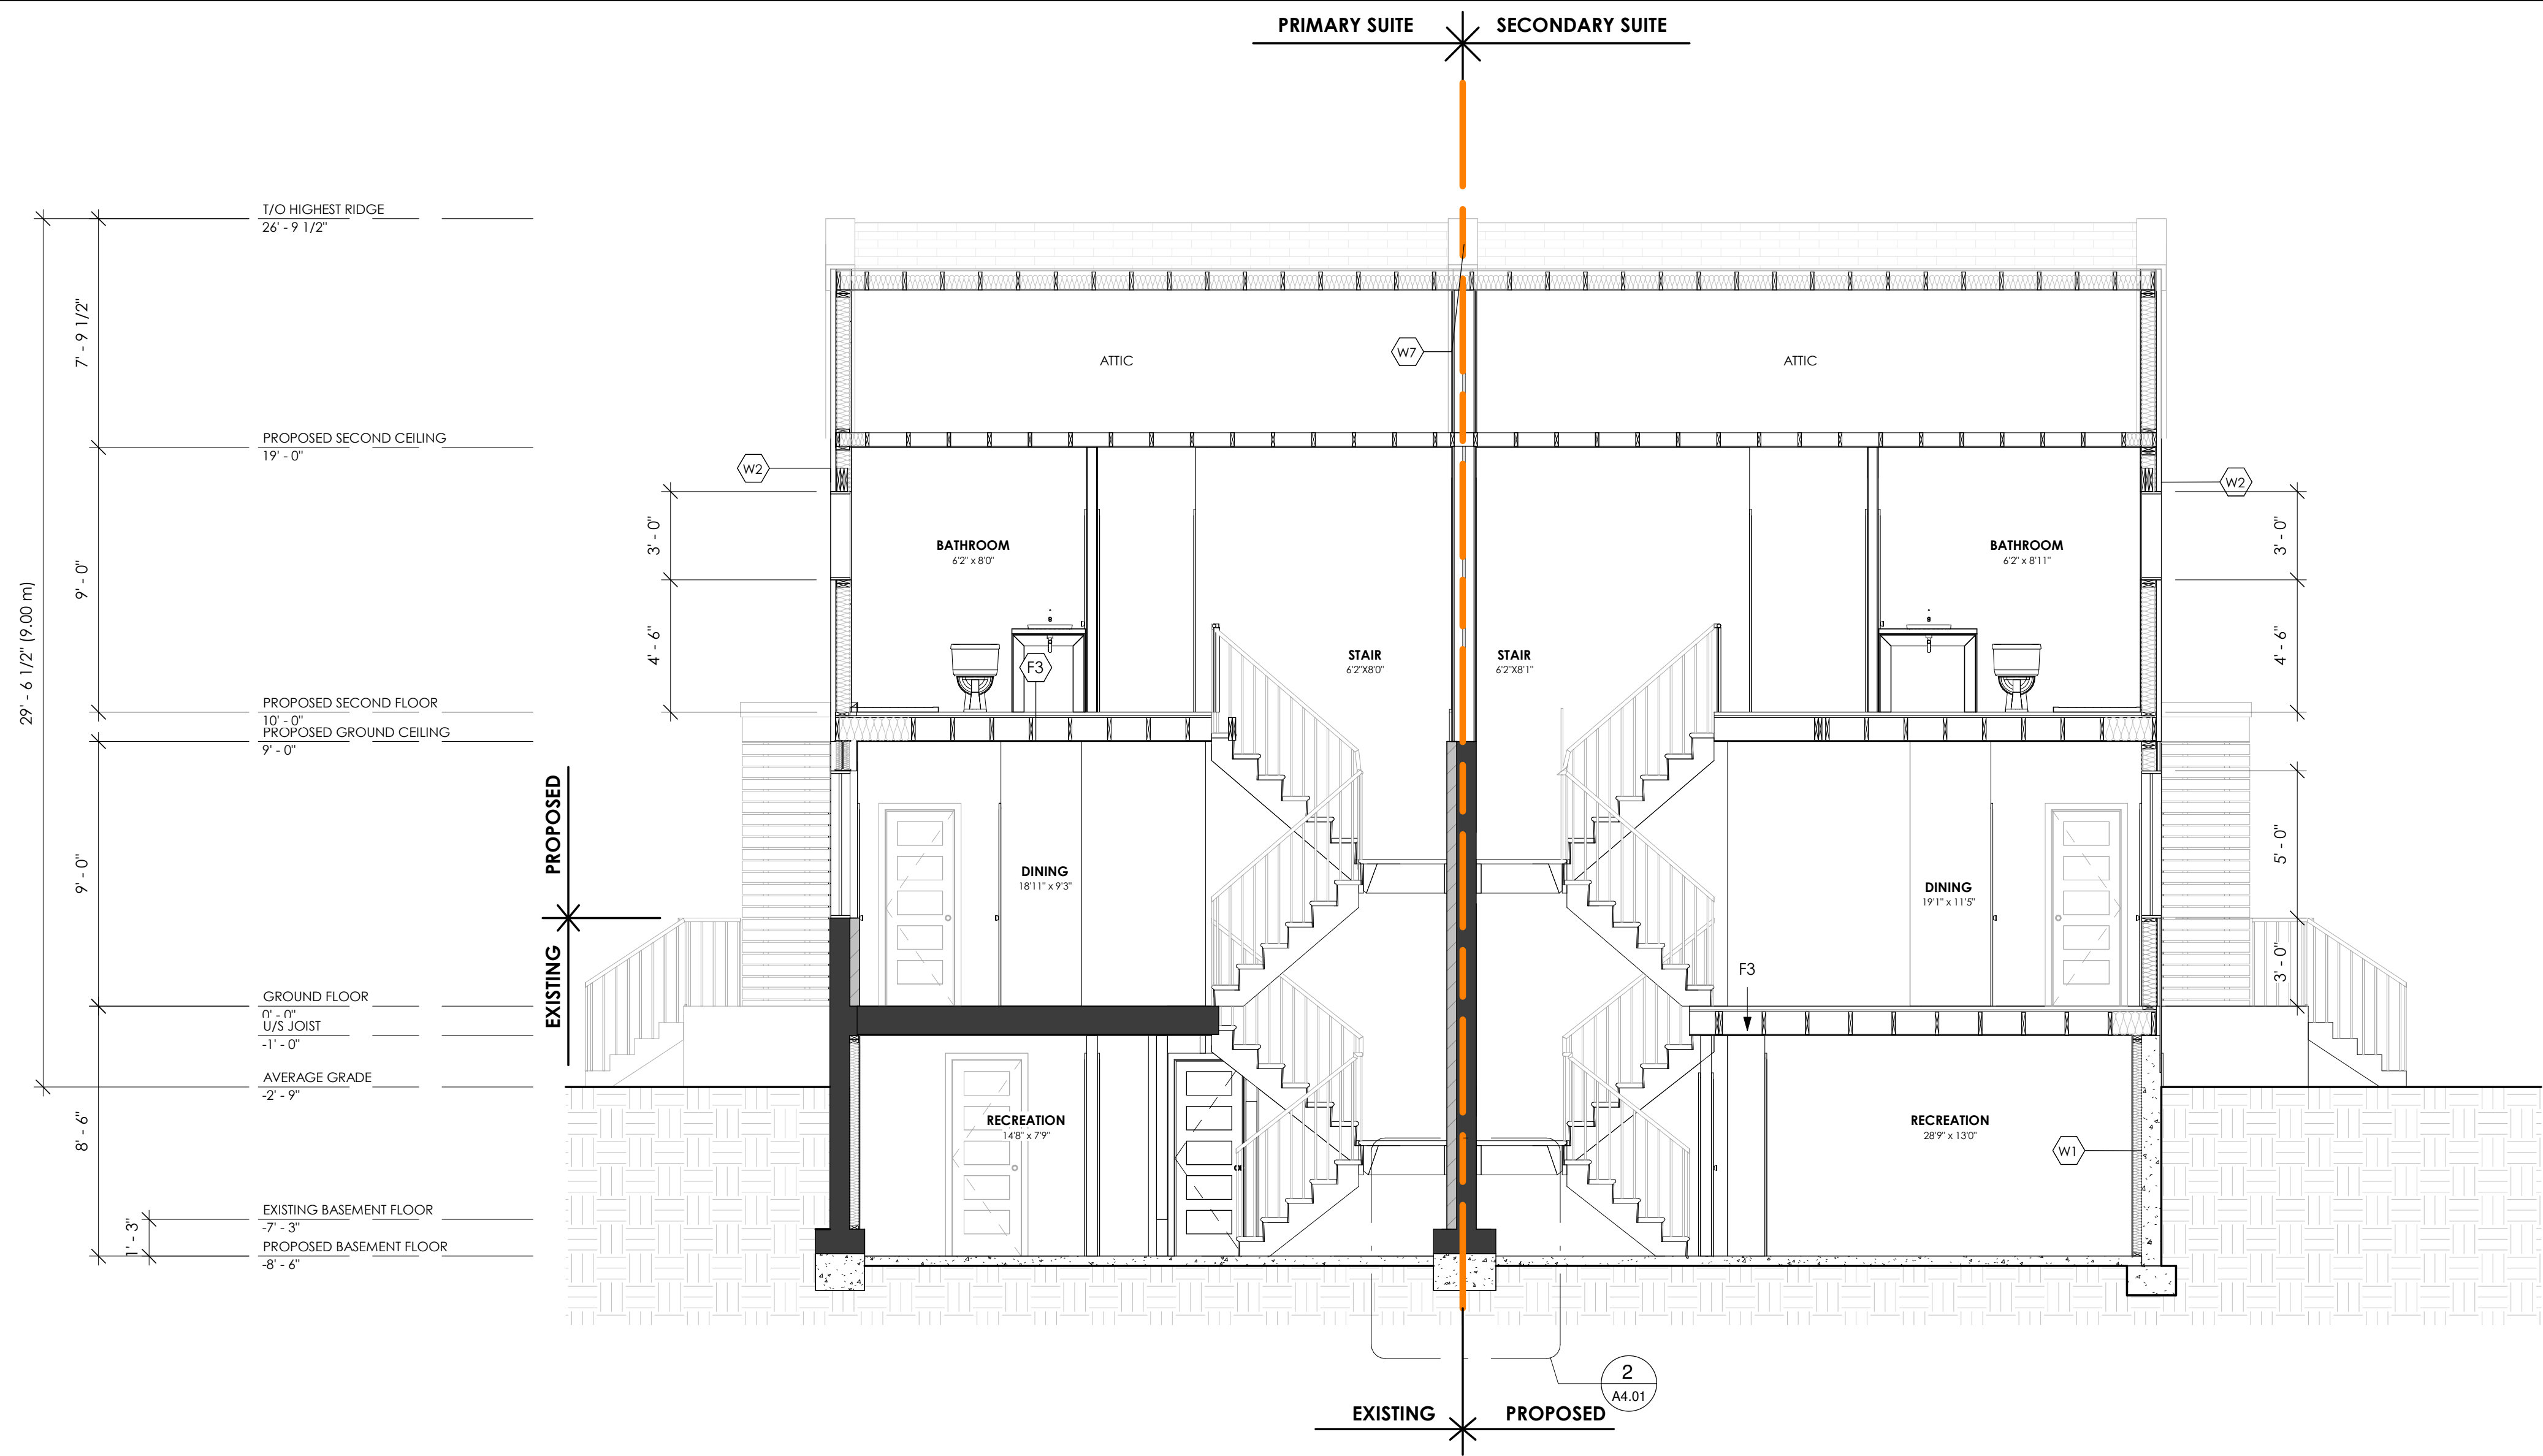 PRIMARY SUITE
SECONDARY SUITE
T/O HIGHEST RIDGE
26' - 9 1/2"
7' - 9 1/2"
W7
ATTIC
ATTIC
PROPOSED SECOND CEILING
19' - 0"
W2
W2
3' - 0"
3' - 0"
BATHROOM
6'2" x 8'0"
BATHROOM
6'2" x 8'11"
9' - 0"
29' - 6 1/2" (9.00 m)
4' - 6"
4' - 6"
F3
STAIR
6'2"X8'0"
STAIR
6'2"X8'1"
PROPOSED SECOND FLOOR
10' - 0"
PROPOSED GROUND CEILING
9' - 0"
PROPOSED
9' - 0"
DINING
18'11" x 9'3"
DINING
19'1" x 11'5"
5' - 0"
EXISTING
F3
3' - 0"
GROUND FLOOR
0' - 0"
U/S JOIST
-1' - 0"
AVERAGE GRADE
-2' - 9"
8' - 6"
RECREATION
14'8" x 7'9"
RECREATION
28'9" x 13'0"
W1
EXISTING BASEMENT FLOOR
-7' - 3"
1' - 3"
PROPOSED BASEMENT FLOOR
-8' - 6"
2
A4.01
EXISTING
PROPOSED